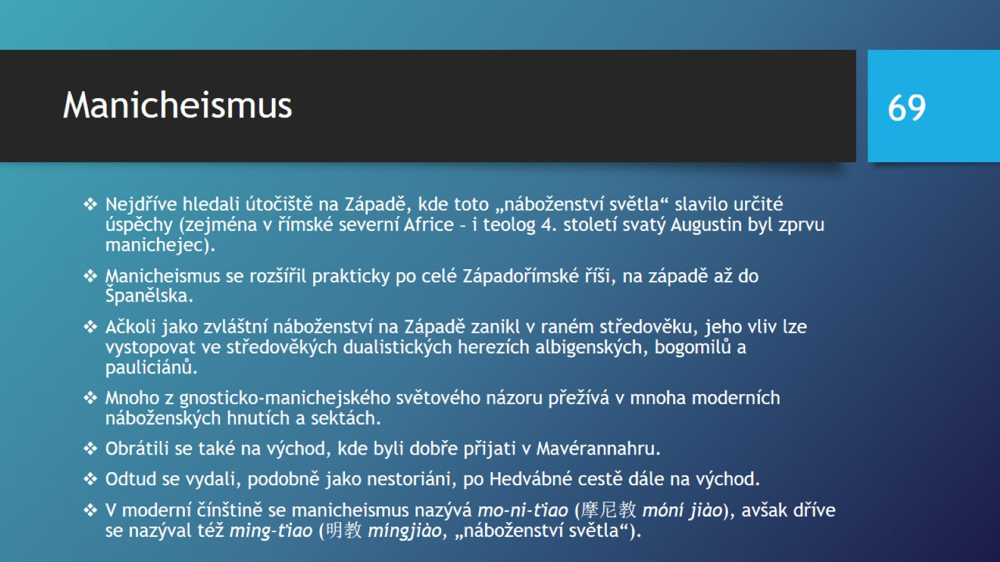 Manicheismus
69
❖ Nejdříve hledali útočiště na Západě, kde toto „náboženství světla“ slavilo určité
úspěchy (zejména v římské severní Africe – i teolog 4. století svatý Augustin byl zprvu
manichejec).
❖ Manicheismus se rozšířil prakticky po celé Západořímské říši, na západě až do
Španělska.
❖ Ačkoli jako zvláštní náboženství na Západě zanikl v raném středověku, jeho vliv lze
vystopovat ve středověkých dualistických herezích albigenských, bogomilů a
pauliciánů.
❖ Mnoho z gnosticko-manichejského světového názoru přežívá v mnoha moderních
náboženských hnutích a sektách.
❖ Obrátili se také na východ, kde byli dobře přijati v Mavérannahru.
❖ Odtud se vydali, podobně jako nestoriáni, po Hedvábné cestě dále na východ.
❖ V moderní čínštině se manicheismus nazývá mo-ni-ťiao (摩尼教 móní jiào), avšak dříve
se nazýval též ming-ťiao (明教 míngjiào, „náboženství světla“).